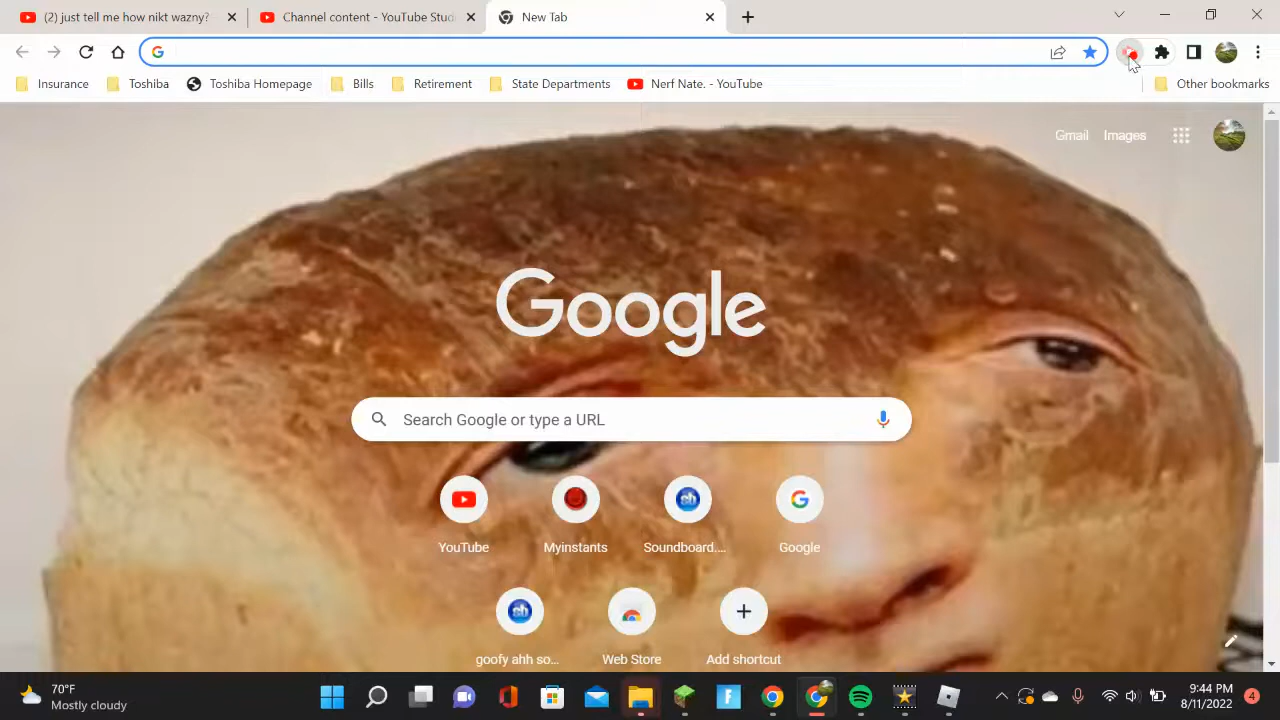 (2) just tell me how nikt wazny?
Channel content - YouTube Stud
New Tab
Insurance
Toshiba
Toshiba Homepage
Bills
Retirement
State Departments
Nerf Nate. - YouTube
Other bookmarks
Gmail
Images
Google
Search Google or type a URL
YouTube
Myinstants
Soundboard....
Google
goofy ahh so...
Web Store
Add shortcut
70°F
Mostly cloudy
9:44 PM
8/11/2022
4